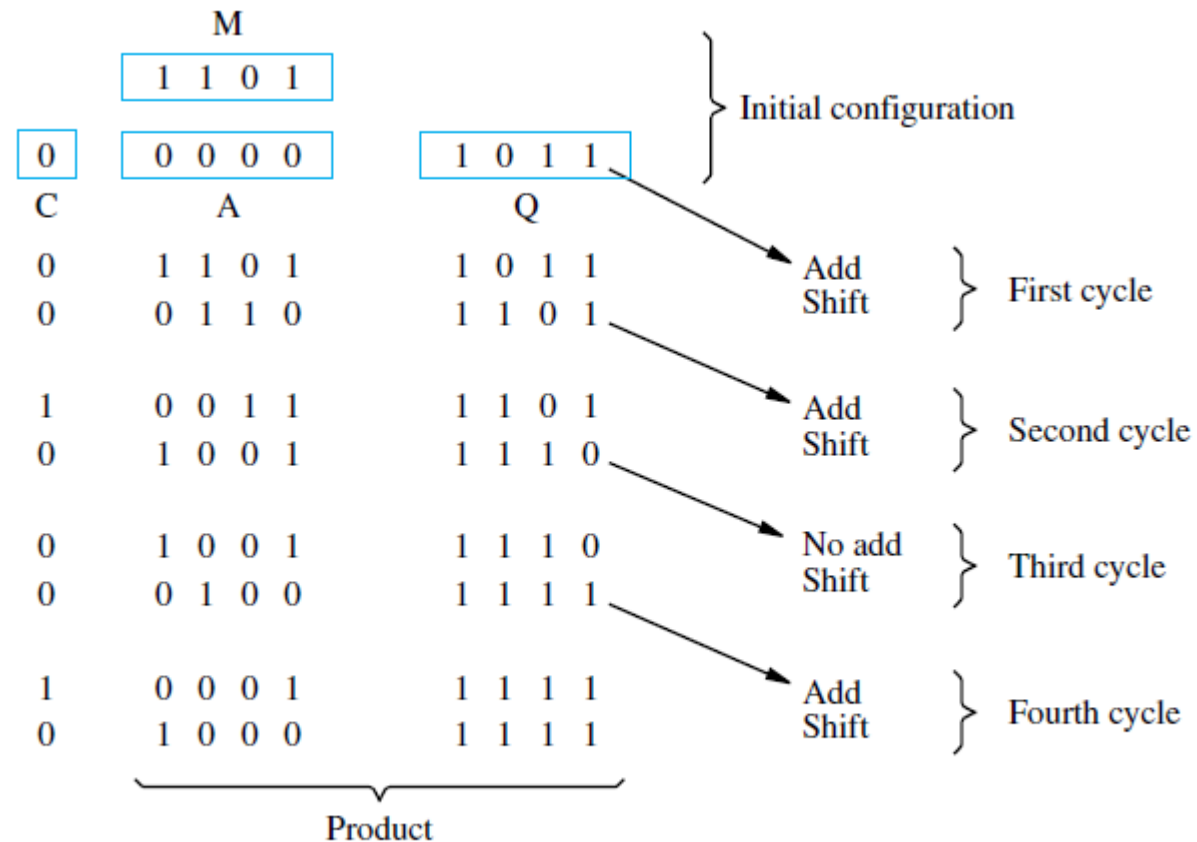 M
1 1 0 1
Initial configuration
0 0 0 0 0 1 0 1 1
C A Q
0 1 1 0 1 1 0 1 1 Add
Shift
First cycle
0 0 1 1 0 1 1 0 1
1 0 0 1 1 1 1 0 1 Add
Shift
Second cycle
0 1 0 0 1 1 1 1 0
0 1 0 0 1 1 1 1 0 No add
Shift
Third cycle
0 0 1 0 0 1 1 1 1
1 0 0 0 1 1 1 1 1 Add
Shift
Fourth cycle
0 1 0 0 0 1 1 1 1
Product